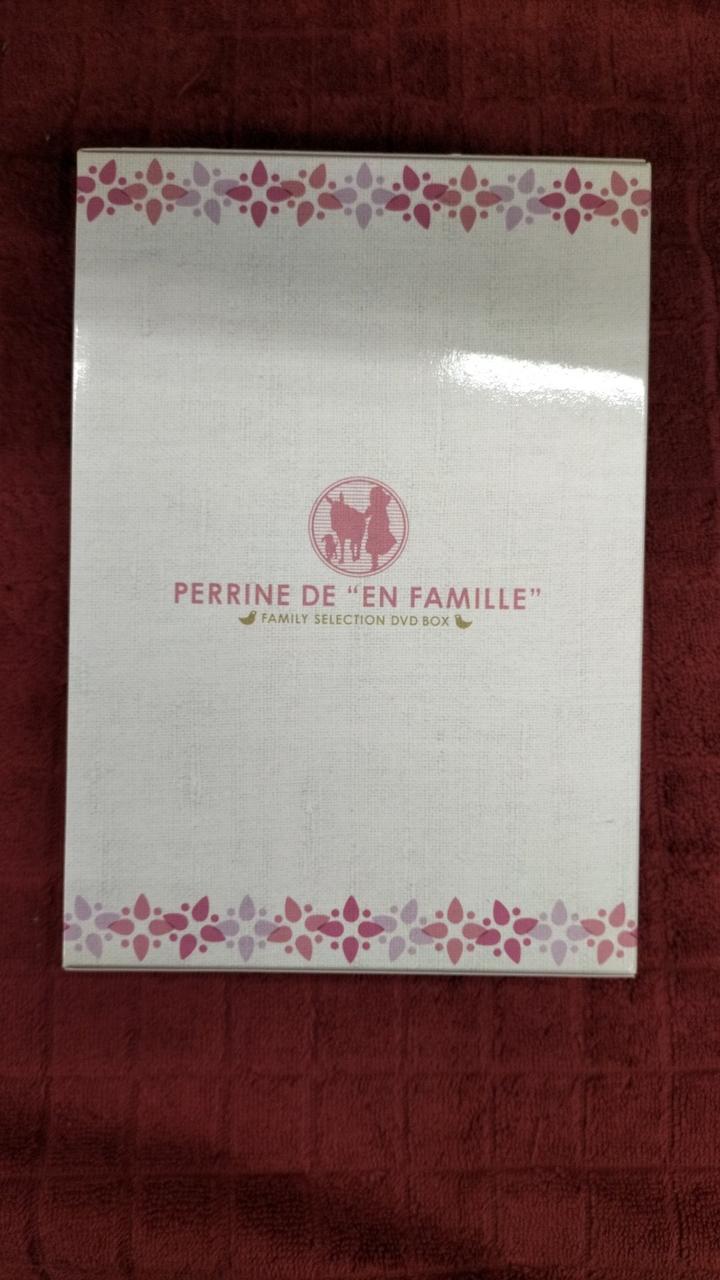 PERRINE DE “EN FAMILLE”
FAMILY SELECTION DVD BOX